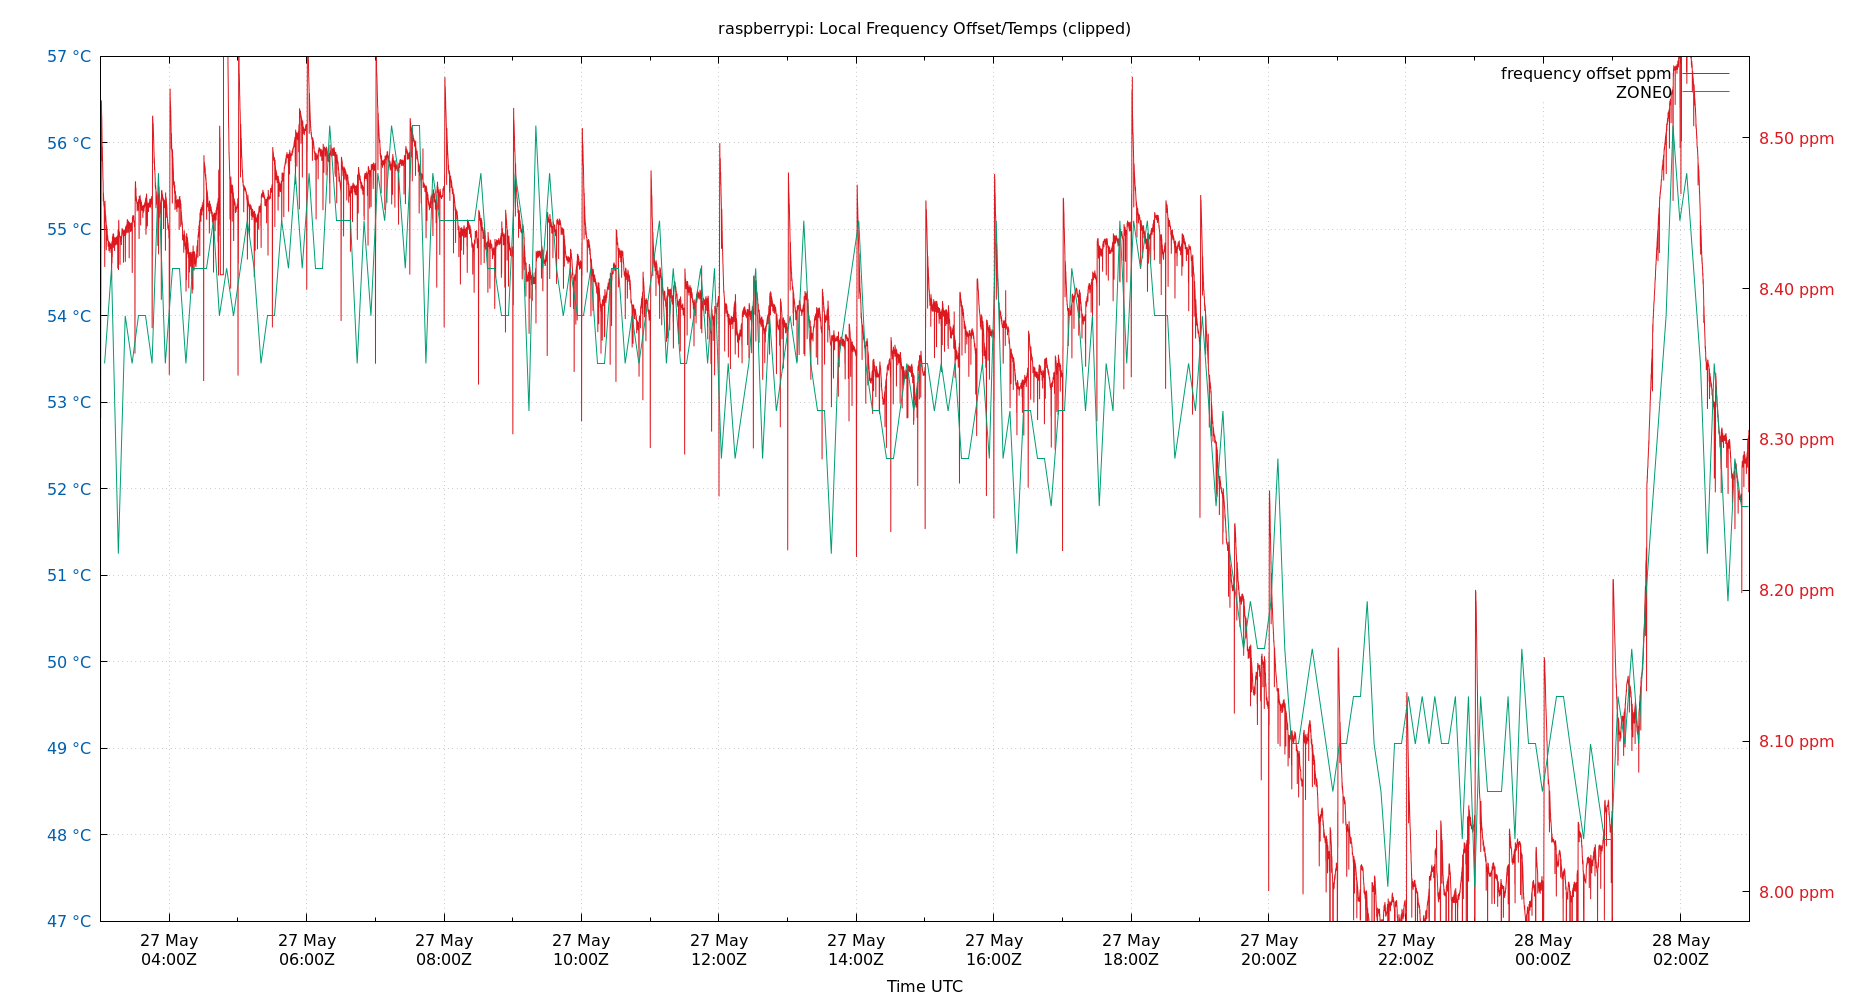 raspberrypi: Local Frequency Offset/Temps (clipped)
57 °C
56 °C
55 °C
54 °C
53 °C
52 °C
51 °C
50 °C
49 °C
48 °C
47 °C
frequency offset ppm
ZONE0
8.50 ppm
8.40 ppm
8.30 ppm
8.20 ppm
8.10 ppm
8.00 ppm
27 May 27 May 27 May 27 May 27 May 27 May 27 May 27 May 27 May 27 May 28 May 28 May
04:00Z 06:00Z 08:00Z 10:00Z 12:00Z 14:00Z 16:00Z 18:00Z 20:00Z 22:00Z 00:00Z 02:00Z
Time UTC